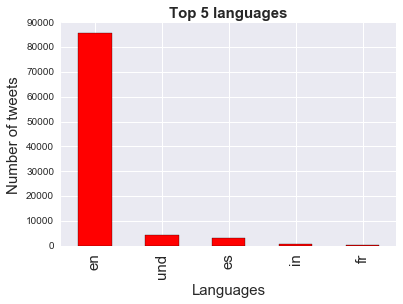 Top 5 languages
Number of tweets
90000
80000
70000
60000
50000
40000
30000
20000
10000
0
en
und
es
in
fr
Languages